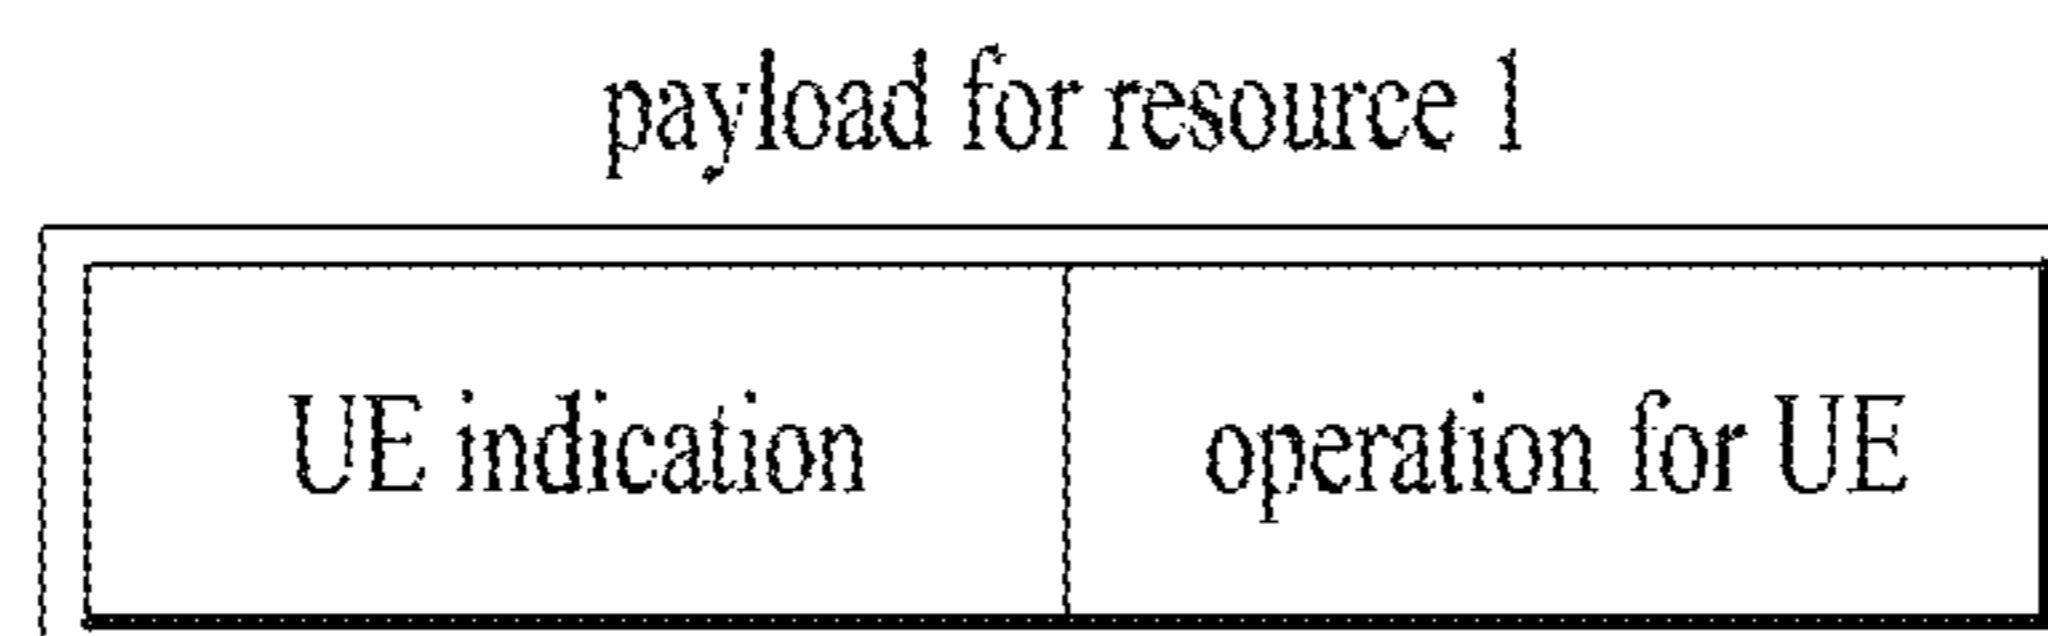 payload for resource 1
UE indication
operation for UE